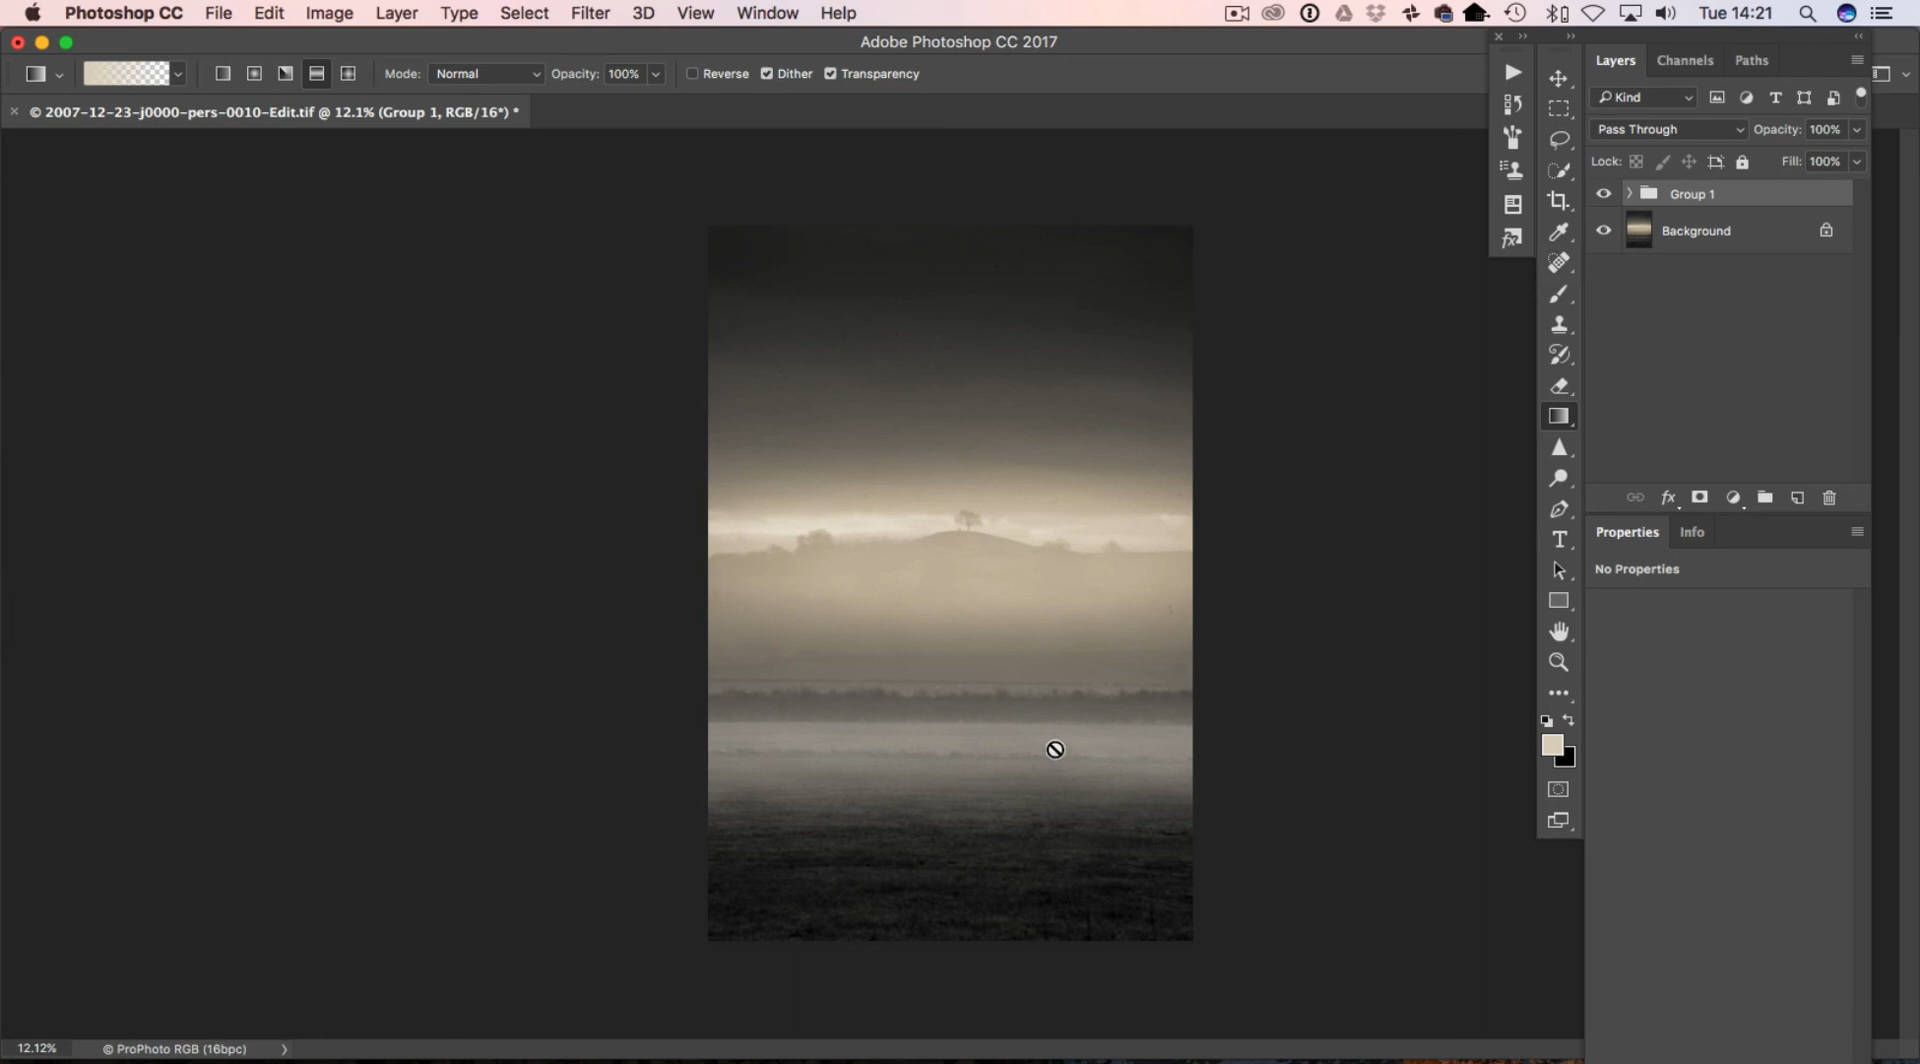 Photoshop CC File Edit Image Layer Type Select Filter 3D View Window Help Tue 14:21
Adobe Photoshop CC 2017
Mode: Normal Opacity: 100% Reverse Dither Transparency
Layers Channels Paths
Kind
© 2007-12-23-j0000-pers-0010-Edit.tif @ 12.1% (Group 1, RGB/16*) *
Pass Through Opacity: 100%
Lock: Fill: 100%
Group 1
Background
fx
Properties Info
No Properties
12.12% © ProPhoto RGB (16bpc)